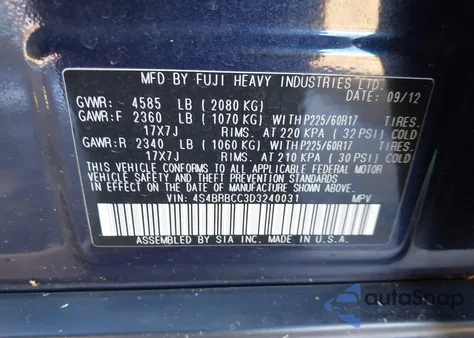 MFD BY FUJI HEAVY INDUSTRIES LTD.
DATE: 09/12
GVWR: 4585 LB ( 2080 KG)
GAWR:F 2360 LB ( 1070 KG) WITH P225/60R17 TIRES.
17X7J RIMS. AT 220 KPA ( 32 PSI) COLD.
GAWR:R 2340 LB ( 1060 KG) WITH P225/60R17 TIRES.
17X7J RIMS. AT 210 KPA ( 30 PSI) COLD.
THIS VEHICLE CONFORMS TO ALL APPLICABLE FEDERAL MOTOR
VEHICLE SAFETY AND THEFT PREVENTION STANDARDS IN
EFFECT ON THE DATE OF MANUFACTURE SHOWN ABOVE.
VIN: 4S4BRBCC3D3240031 MPV
ASSEMBLED BY SIA INC. MADE IN U.S.A.
autoSnap